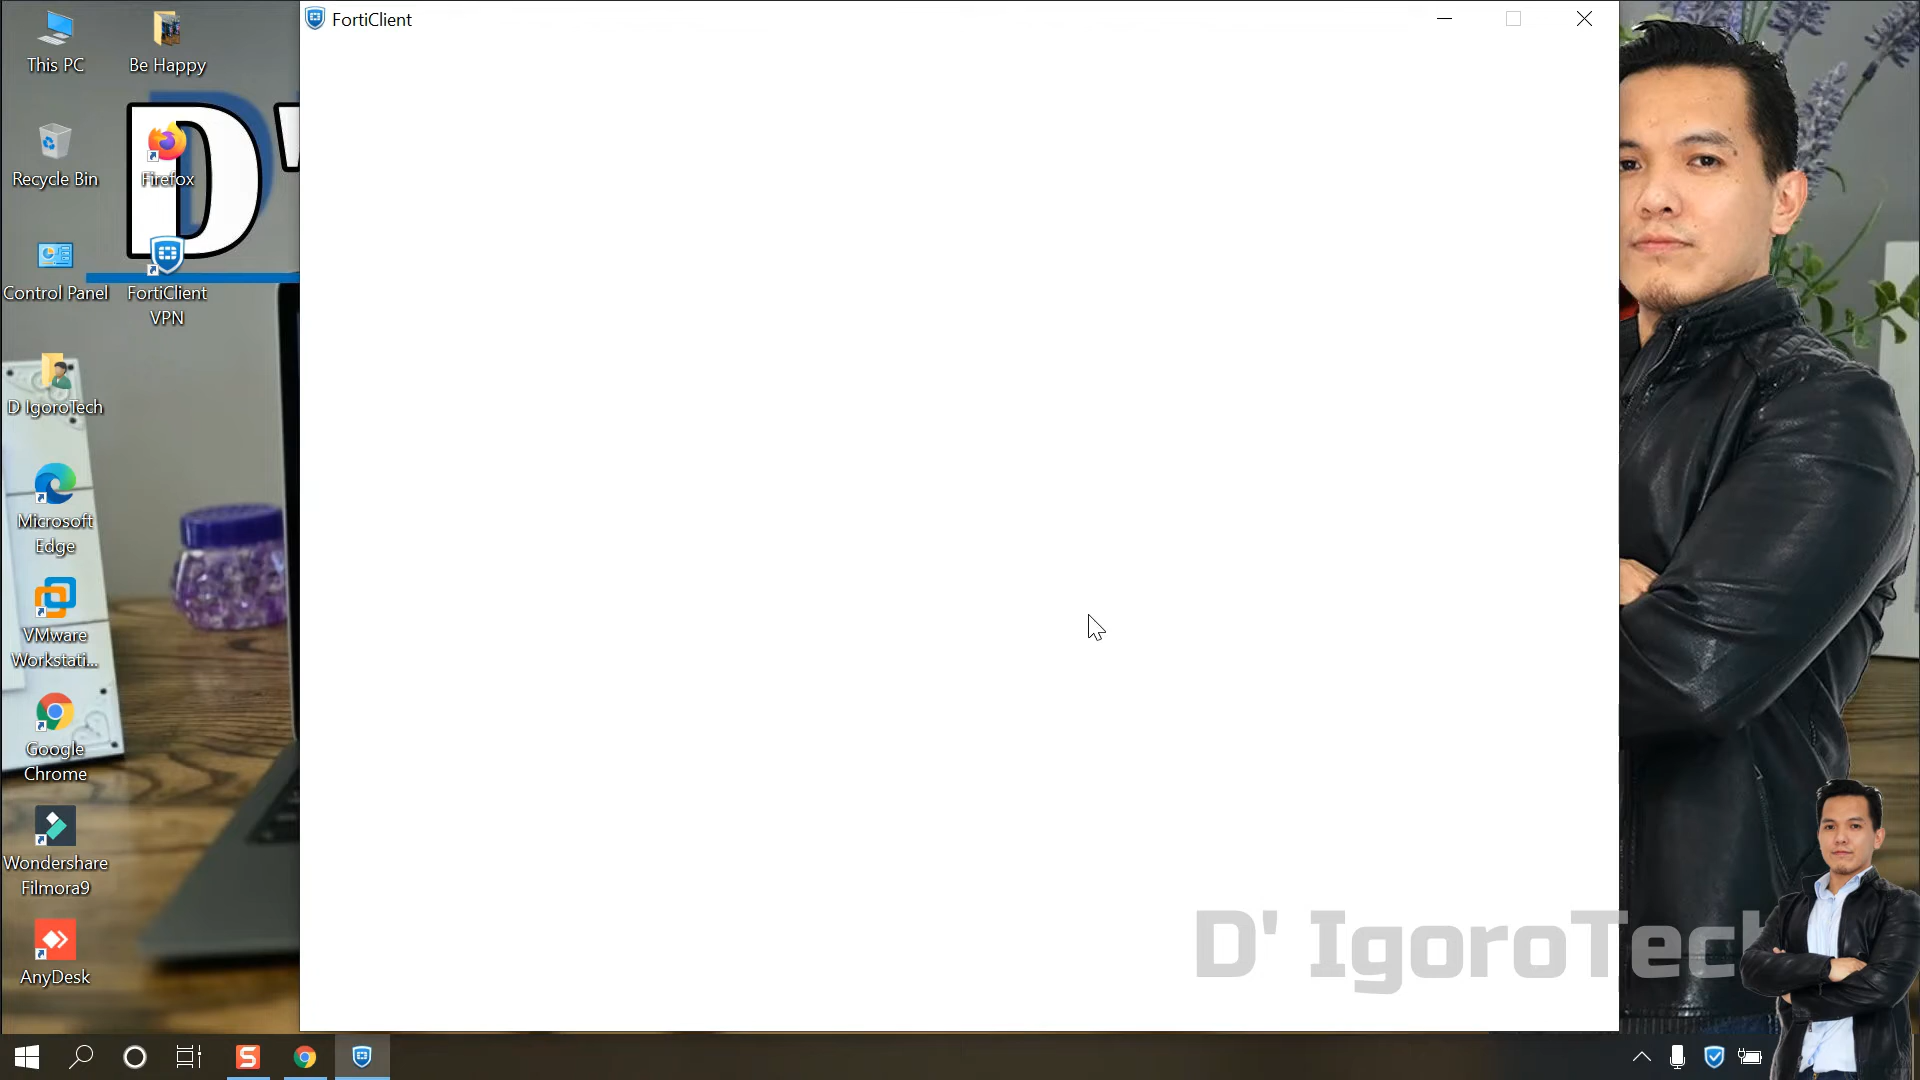 FortiClient
This PC
Be Happy
D'
Recycle Bin
Firefox
Control Panel
FortiClient
VPN
D IgoroTech
Microsoft
Edge
VMware
Workstati...
Google
Chrome
Wondershare
Filmora9
AnyDesk
D' IgoroTech